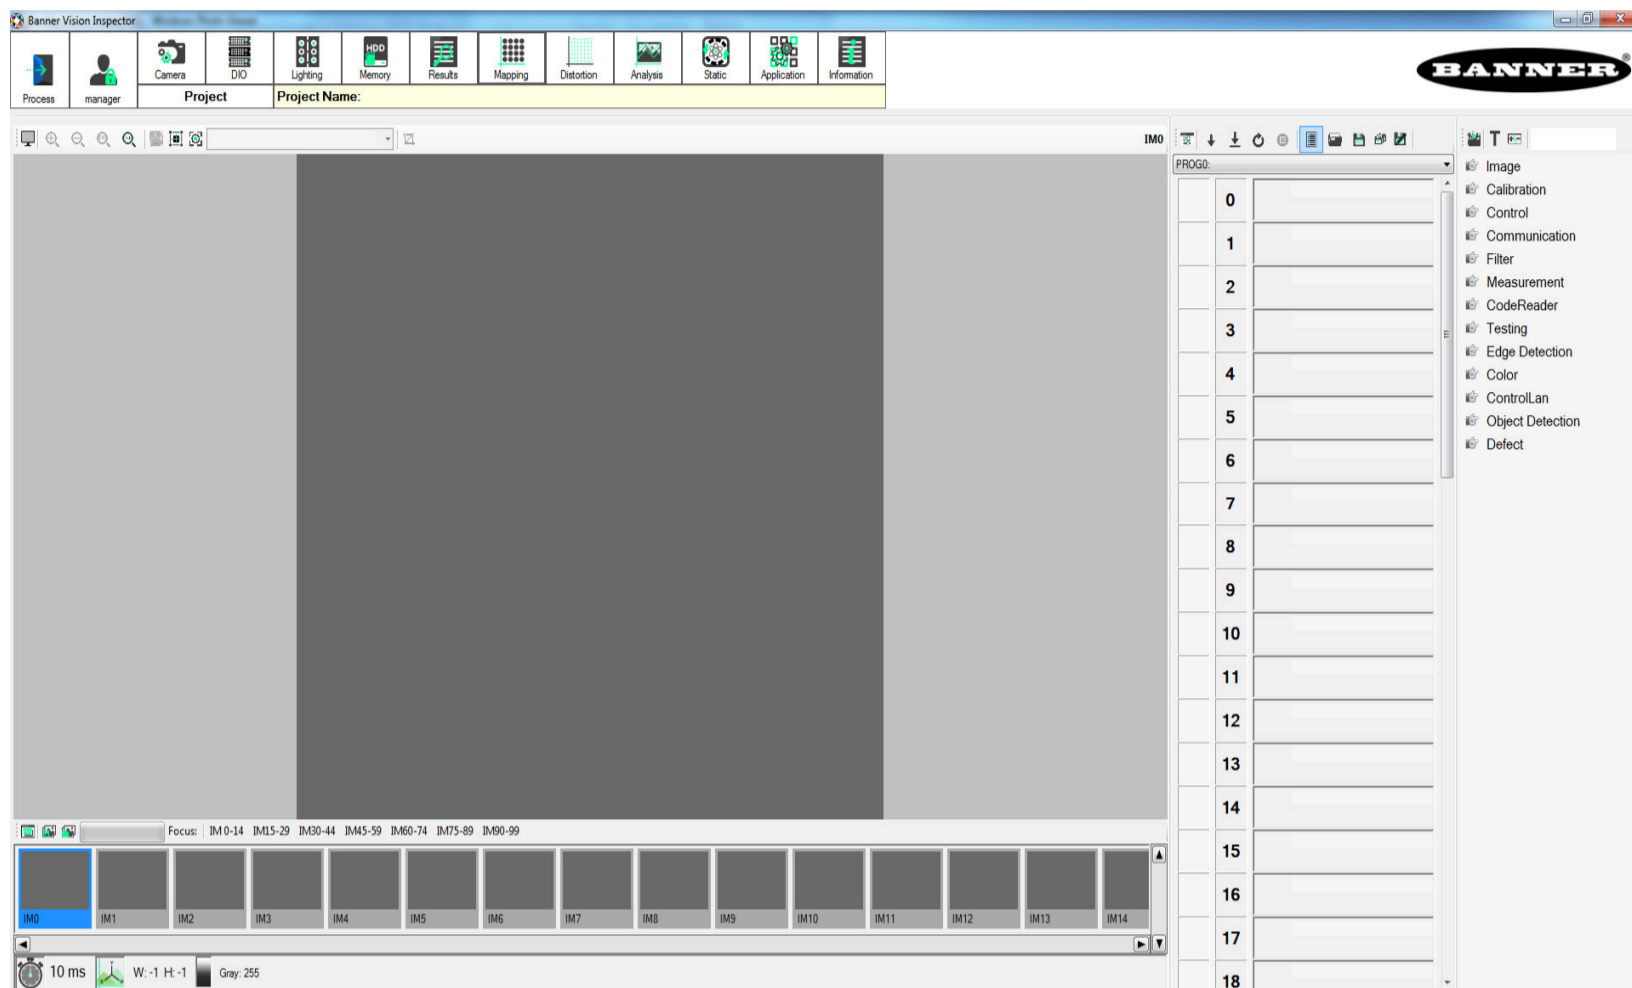 Banner Vision Inspector
Process
manager
Camera
DIO
Lighting
HDD
Memory
Results
Mapping
Distortion
Analysis
Static
Application
Information
Project
Project Name:
BANNER®
IM0
PROG0:
0
1
2
3
4
5
6
7
8
9
10
11
12
13
14
15
16
17
18
T
Image
Calibration
Control
Communication
Filter
Measurement
CodeReader
Testing
Edge Detection
Color
ControlLan
Object Detection
Defect
Focus: IM 0-14 IM15-29 IM30-44 IM45-59 IM60-74 IM75-89 IM90-99
IM0 IM1 IM2 IM3 IM4 IM5 IM6 IM7 IM8 IM9 IM10 IM11 IM12 IM13 IM14
10 ms W: -1 H: -1 Gray: 255